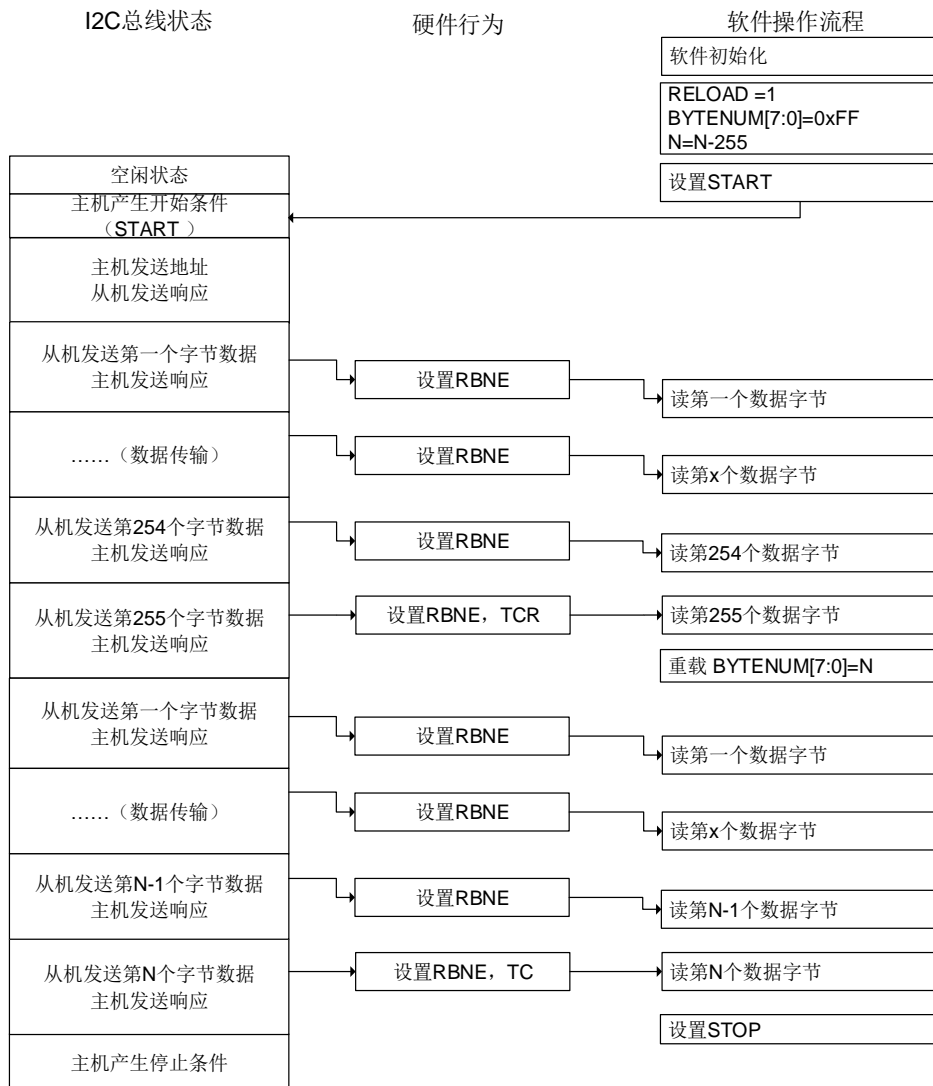 I2C总线状态
硬件行为
软件操作流程
软件初始化
RELOAD =1
BYTENUM[7:0]=0xFF
N=N-255
空闲状态
设置START
主机产生开始条件
（START ）
主机发送地址
从机发送响应
从机发送第一个字节数据
主机发送响应
设置RBNE
读第一个数据字节
……（数据传输）
设置RBNE
读第x个数据字节
从机发送第254个字节数据
主机发送响应
设置RBNE
读第254个数据字节
从机发送第255个字节数据
主机发送响应
设置RBNE，TCR
读第255个数据字节
重载 BYTENUM[7:0]=N
从机发送第一个字节数据
主机发送响应
设置RBNE
读第一个数据字节
……（数据传输）
设置RBNE
读第x个数据字节
从机发送第N-1个字节数据
主机发送响应
设置RBNE
读第N-1个数据字节
从机发送第N个字节数据
主机发送响应
设置RBNE，TC
读第N个数据字节
设置STOP
主机产生停止条件